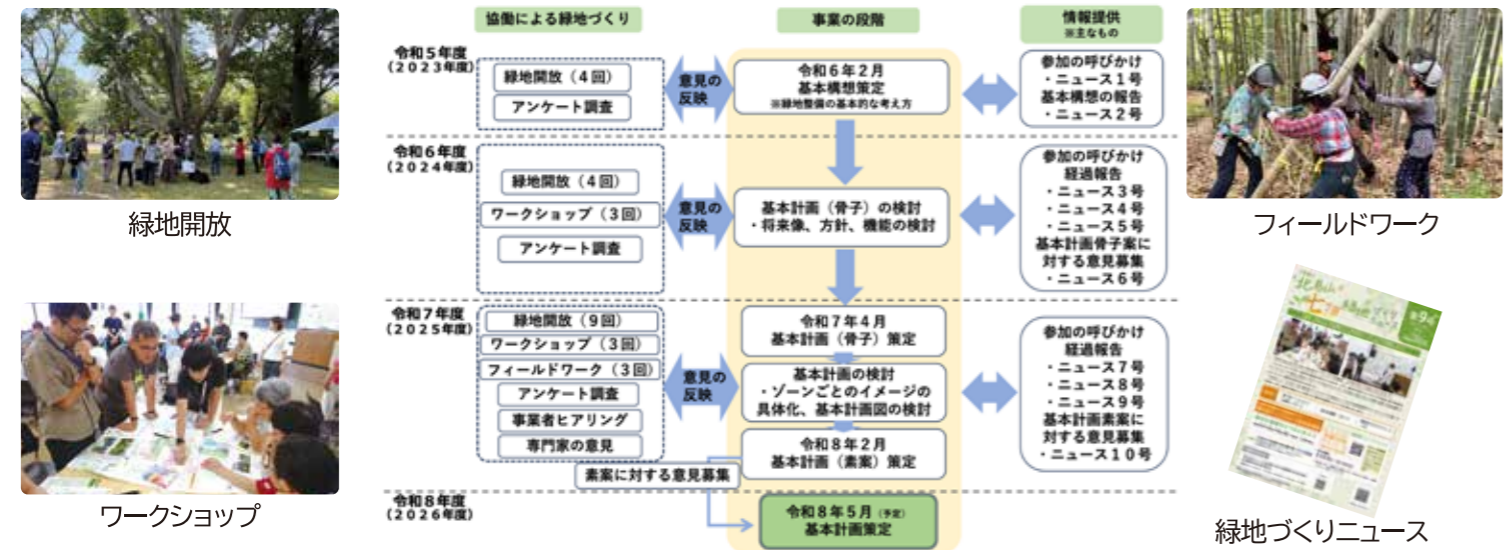 協働による緑地づくり
事業の段階
情報提供
※主なもの
令和5年度
(2023年度)
緑地開放(4回)
アンケート調査
意見の
反映
令和6年2月
基本構想策定
※緑地整備の基本的な考え方
参加の呼びかけ
・ニュース1号
基本構想の報告
・ニュース2号
令和6年度
(2024年度)
緑地開放(4回)
ワークショップ(3回)
アンケート調査
意見の
反映
基本計画(骨子)の検討
・将来像、方針、機能の検討
参加の呼びかけ
経過報告
・ニュース3号
・ニュース4号
・ニュース5号
基本計画骨子案に
対する意見募集
・ニュース6号
令和7年度
(2025年度)
緑地開放(9回)
ワークショップ(3回)
フィールドワーク(3回)
アンケート調査
事業者ヒアリング
専門家の意見
意見の
反映
令和7年4月
基本計画(骨子)策定
基本計画の検討
・ゾーンごとのイメージの
具体化、基本計画図の検討
令和8年2月
基本計画(素案)策定
参加の呼びかけ
経過報告
・ニュース7号
・ニュース8号
・ニュース9号
基本計画素案に
対する意見募集
・ニュース10号
素案に対する意見募集
令和8年度
(2026年度)
令和8年5月(予定)
基本計画策定
緑地開放
ワークショップ
フィールドワーク
緑地づくりニュース